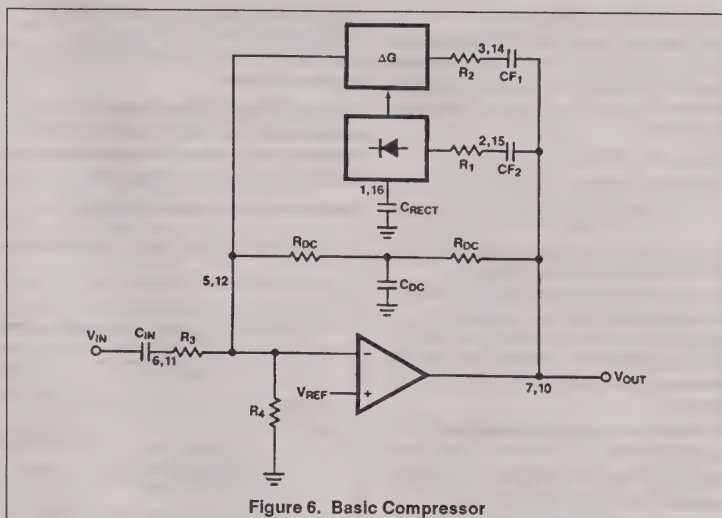 ΔG
R2
3,14
CF1
2,15
R1
CF2
1,16
CRECT
RDC
RDC
5,12
CDC
VIN
CIN
R3
6,11
−
VREF
+
R4
7,10
VOUT
Figure 6. Basic Compressor